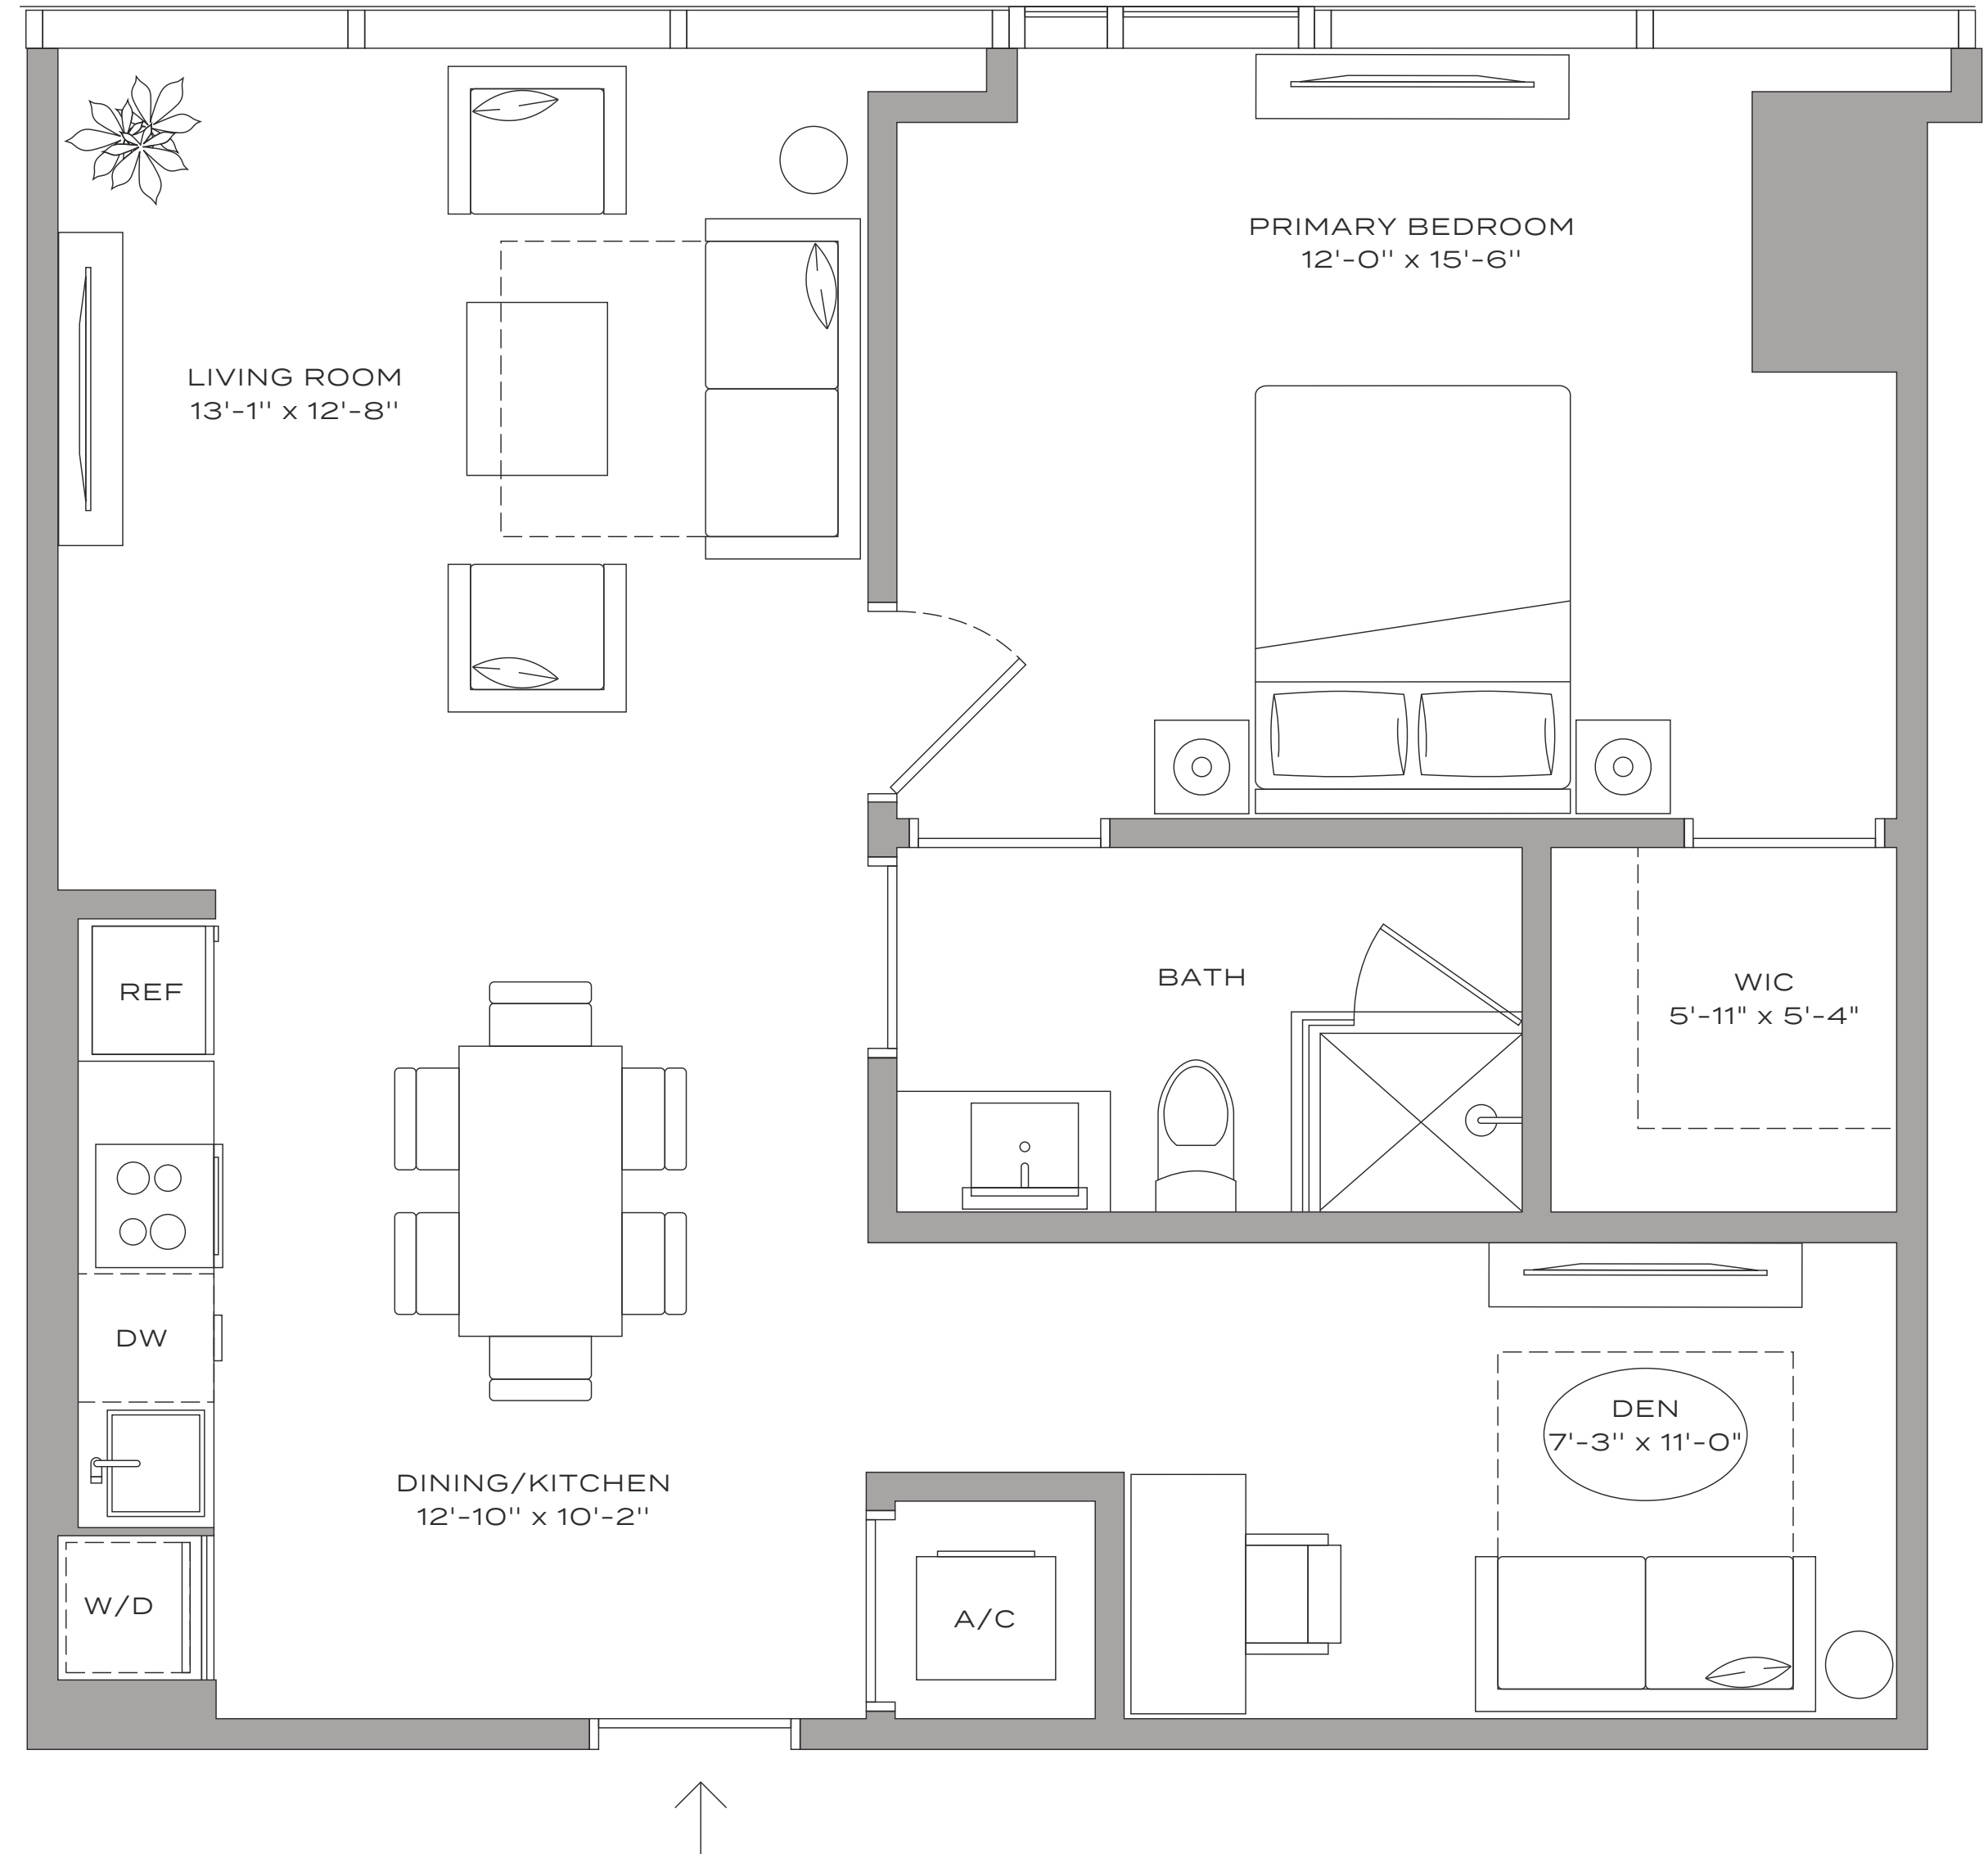 PRIMARY BEDROOM
12'-0" x 15'-6"
LIVING ROOM
13'-1" x 12'-8"
BATH
WIC
5'-11" x 5'-4"
REF
DW
DEN
7'-3" x 11'-0"
DINING/KITCHEN
12'-10" x 10'-2"
W/D
A/C